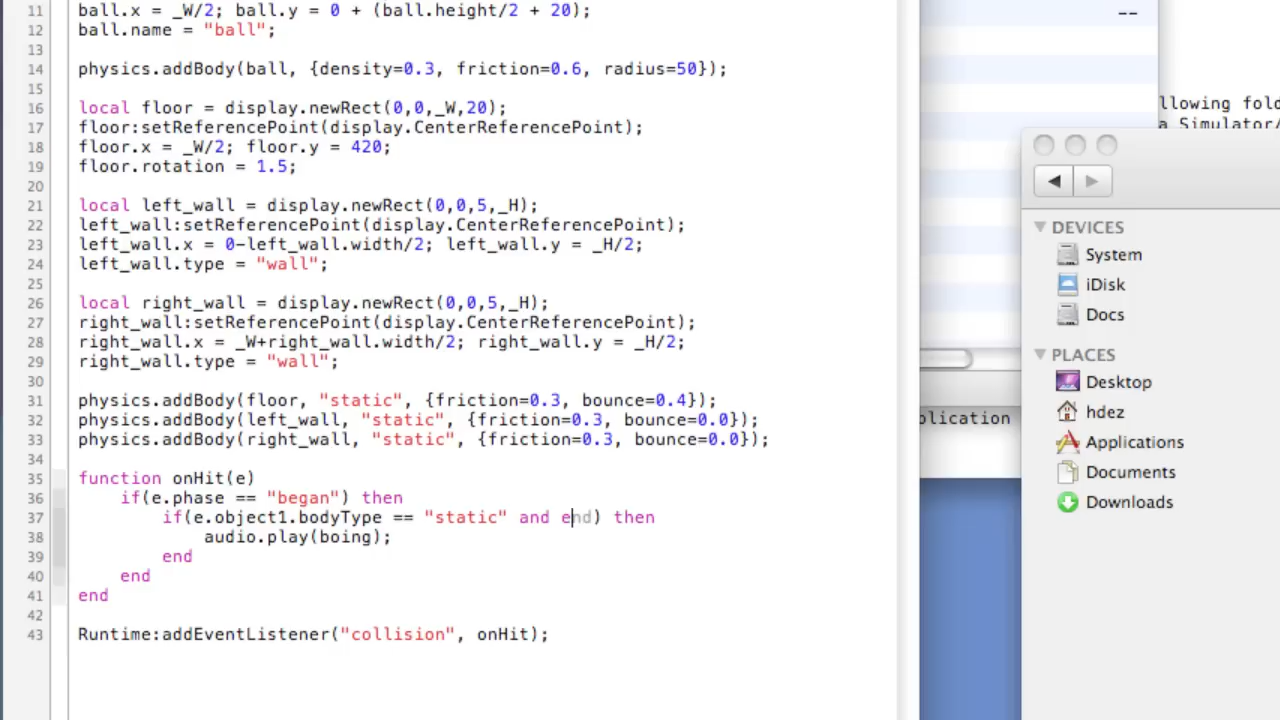 11 ball.x = _W/2; ball.y = 0 + (ball.height/2 + 20);
12 ball.name = "ball";
13
14 physics.addBody(ball, {density=0.3, friction=0.6, radius=50});
15
16 local floor = display.newRect(0,0,_W,20);
17 floor:setReferencePoint(display.CenterReferencePoint);
18 floor.x = _W/2; floor.y = 420;
19 floor.rotation = 1.5;
20
21 local left_wall = display.newRect(0,0,5,_H);
22 left_wall:setReferencePoint(display.CenterReferencePoint);
23 left_wall.x = 0-left_wall.width/2; left_wall.y = _H/2;
24 left_wall.type = "wall";
25
26 local right_wall = display.newRect(0,0,5,_H);
27 right_wall:setReferencePoint(display.CenterReferencePoint);
28 right_wall.x = _W+right_wall.width/2; right_wall.y = _H/2;
29 right_wall.type = "wall";
30
31 physics.addBody(floor, "static", {friction=0.3, bounce=0.4});
32 physics.addBody(left_wall, "static", {friction=0.3, bounce=0.0});
33 physics.addBody(right_wall, "static", {friction=0.3, bounce=0.0});
34
35 function onHit(e)
36 if(e.phase == "began") then
37 if(e.object1.bodyType == "static" and end) then
38 audio.play(boing);
39 end
40 end
41 end
42
43 Runtime:addEventListener("collision", onHit);
--
llowing fold
a Simulator/
plication
DEVICES
System
iDisk
Docs
PLACES
Desktop
hdez
Applications
Documents
Downloads